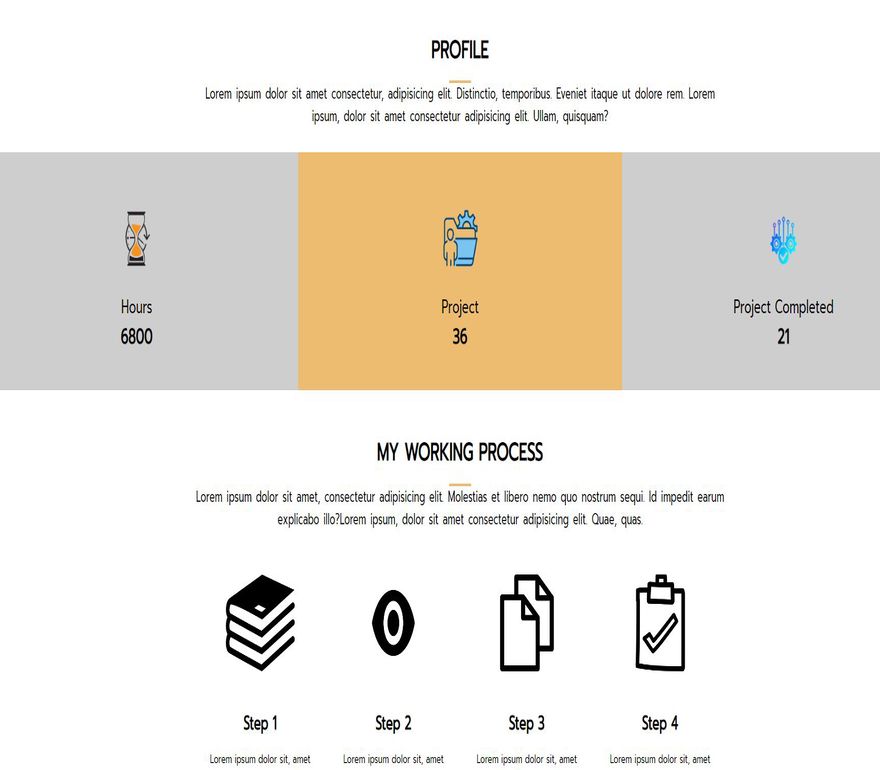 PROFILE
Lorem ipsum dolor sit amet consectetur, adipisicing elit. Distinctio, temporibus. Eveniet itaque ut dolore rem. Lorem
ipsum, dolor sit amet consectetur adipisicing elit. Ullam, quisquam?
Hours
6800
Project
36
Project Completed
21
MY WORKING PROCESS
Lorem ipsum dolor sit amet, consectetur adipisicing elit. Molestias et libero nemo quo nostrum sequi. Id impedit earum
explicabo illo?Lorem ipsum, dolor sit amet consectetur adipisicing elit. Quae, quas.
Step 1
Step 2
Step 3
Step 4
Lorem ipsum dolor sit, amet
Lorem ipsum dolor sit, amet
Lorem ipsum dolor sit, amet
Lorem ipsum dolor sit, amet